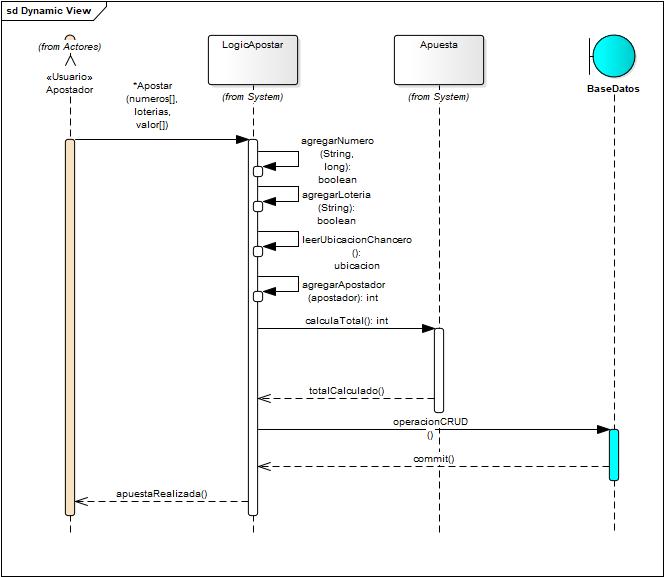 sd Dynamic View
(from Actores)
«Usuario»
Apostador
LogicApostar
(from System)
Apuesta
(from System)
BaseDatos
*Apostar
(numeros[],
loterias,
valor[])
agregarNumero
(String,
long):
boolean
agregarLoteria
(String):
boolean
leerUbicacionChancero
():
ubicacion
agregarApostador
(apostador): int
calculaTotal(): int
totalCalculado()
operacionCRUD
()
commit()
apuestaRealizada()